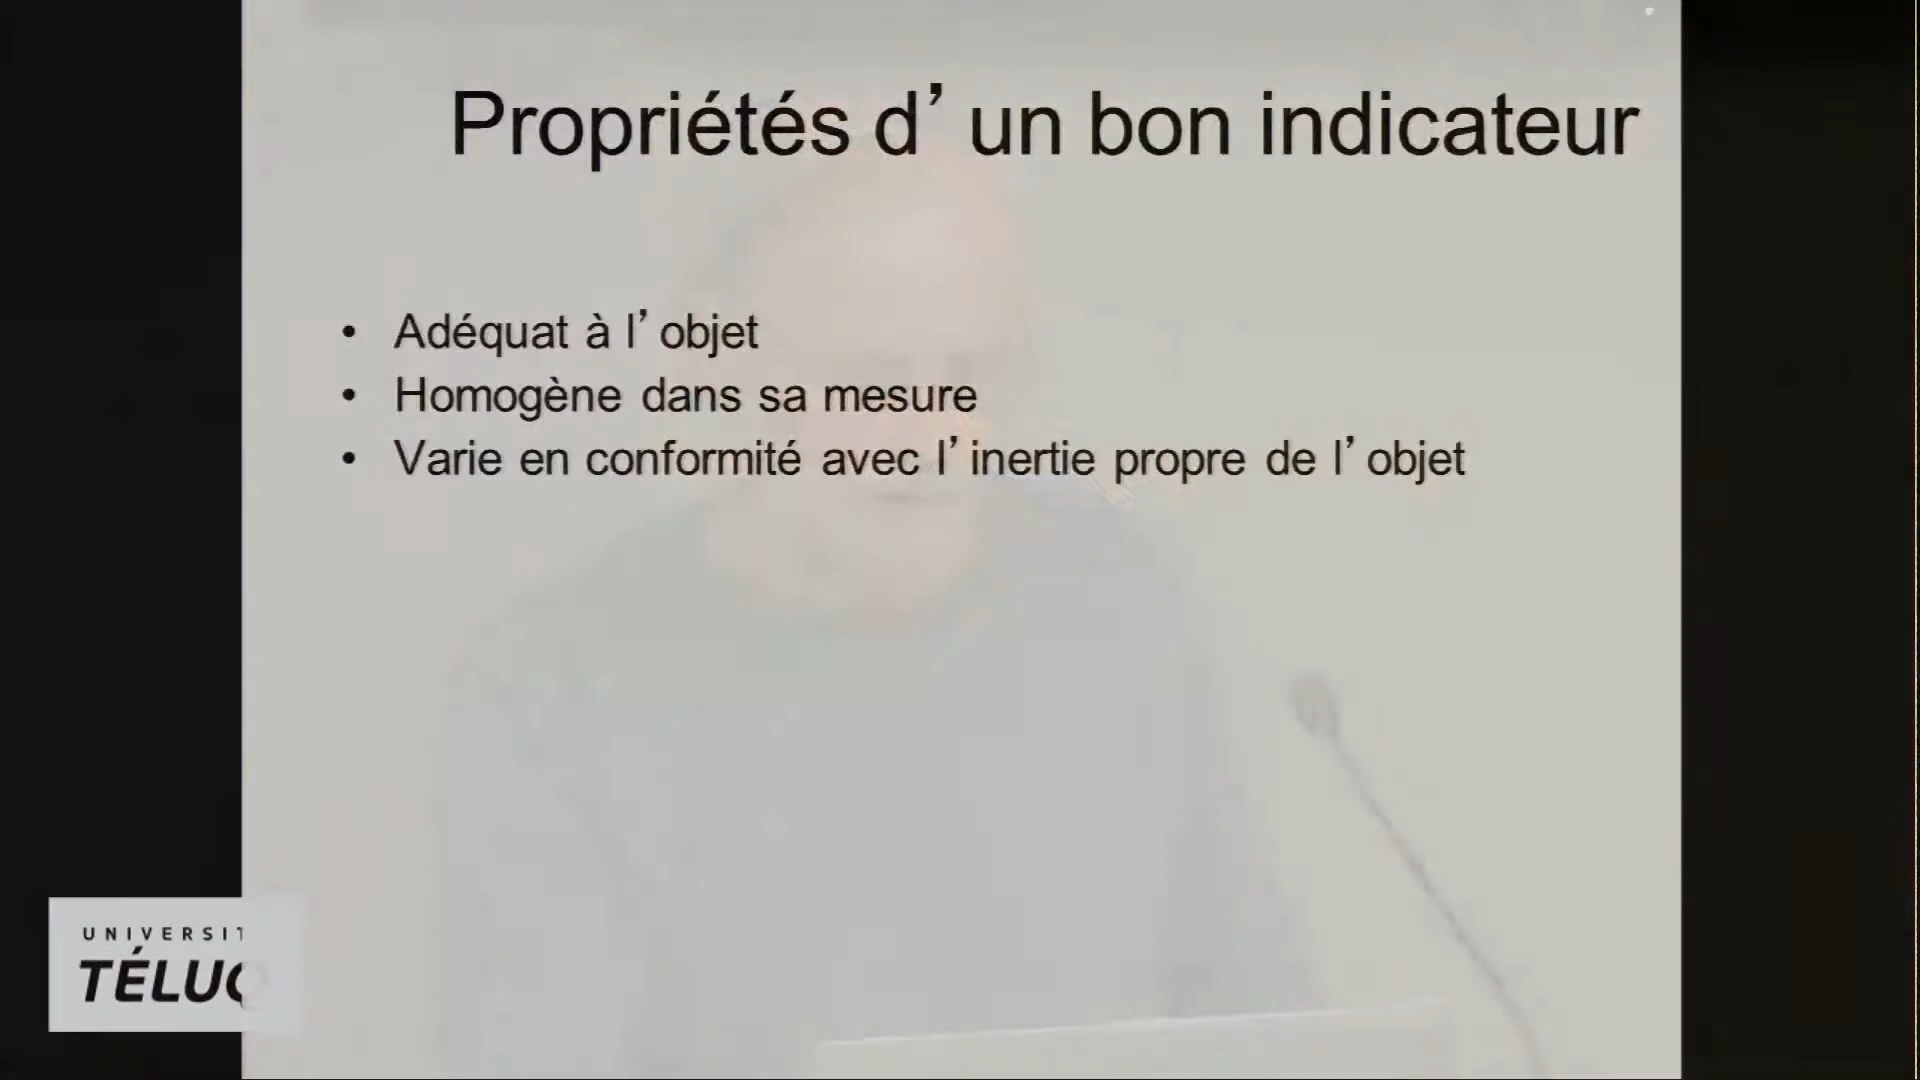 Propriétés d’un bon indicateur
• Adéquat à l’objet
• Homogène dans sa mesure
• Varie en conformité avec l’inertie propre de l’objet
UNIVERSIT
TÉLUQ